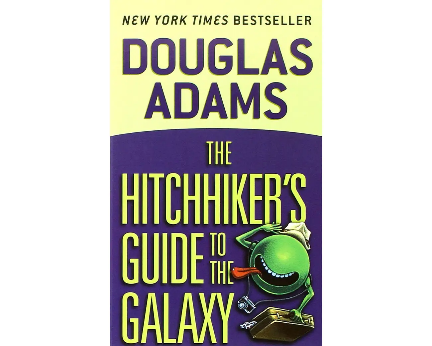 NEW YORK TIMES BESTSELLER
DOUGLAS
ADAMS
THE
HITCHHIKER'S
GUIDE TO THE
GALAXY